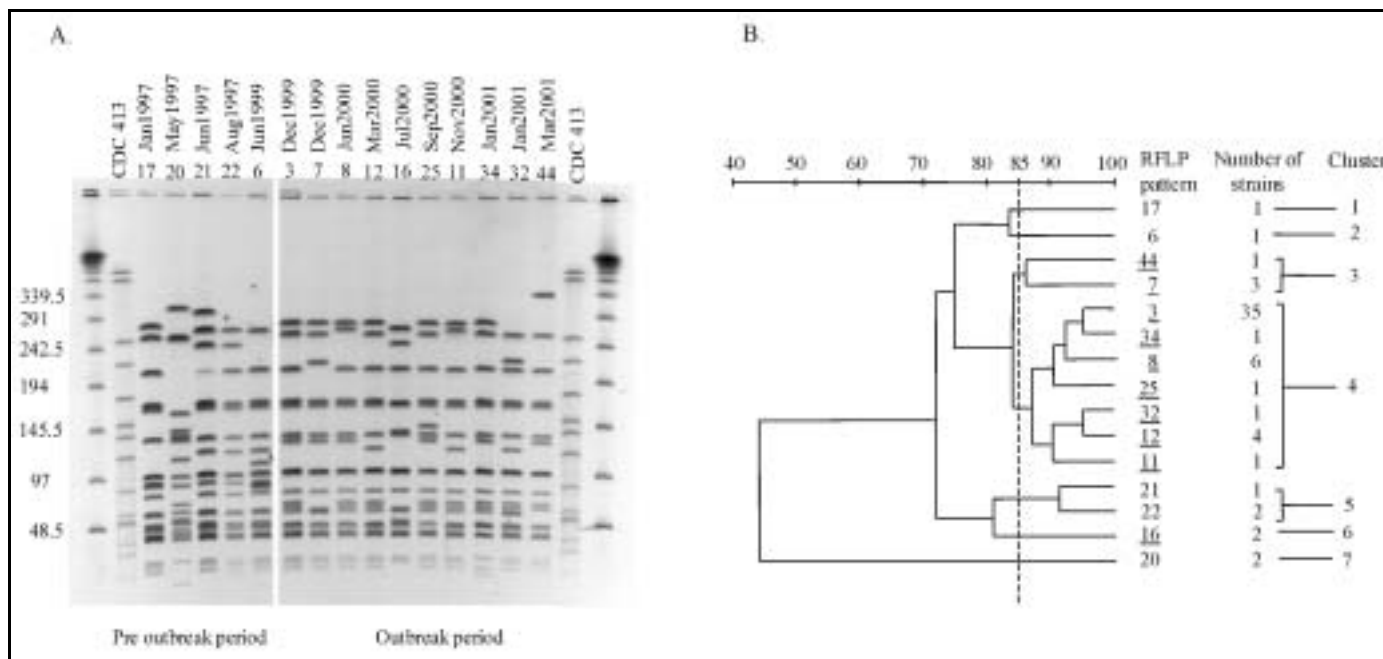 A.
CDC 413
Jan1997
May1997
Jun1997
Aug1997
Jun1999
Dec1999
Dec1999
Jan2000
Mar2000
Jul2000
Sep2000
Nov2000
Jan2001
Jan2001
Mar2001
CDC 413
17 20 21 22 6 3 7 8 12 16 25 11 34 32 44
339.5
291
242.5
194
145.5
97
48.5
Pre outbreak period Outbreak period
B.
40 50 60 70 80 85 90 100 RFLP Number of Cluster
pattern strains
17 1 1
6 1 2
44 1
7 3
3
3 35
34 1
8 6
25 1
4
32 1
12 4
11 1
21 1
22 2
5
16 2 6
20 2 7